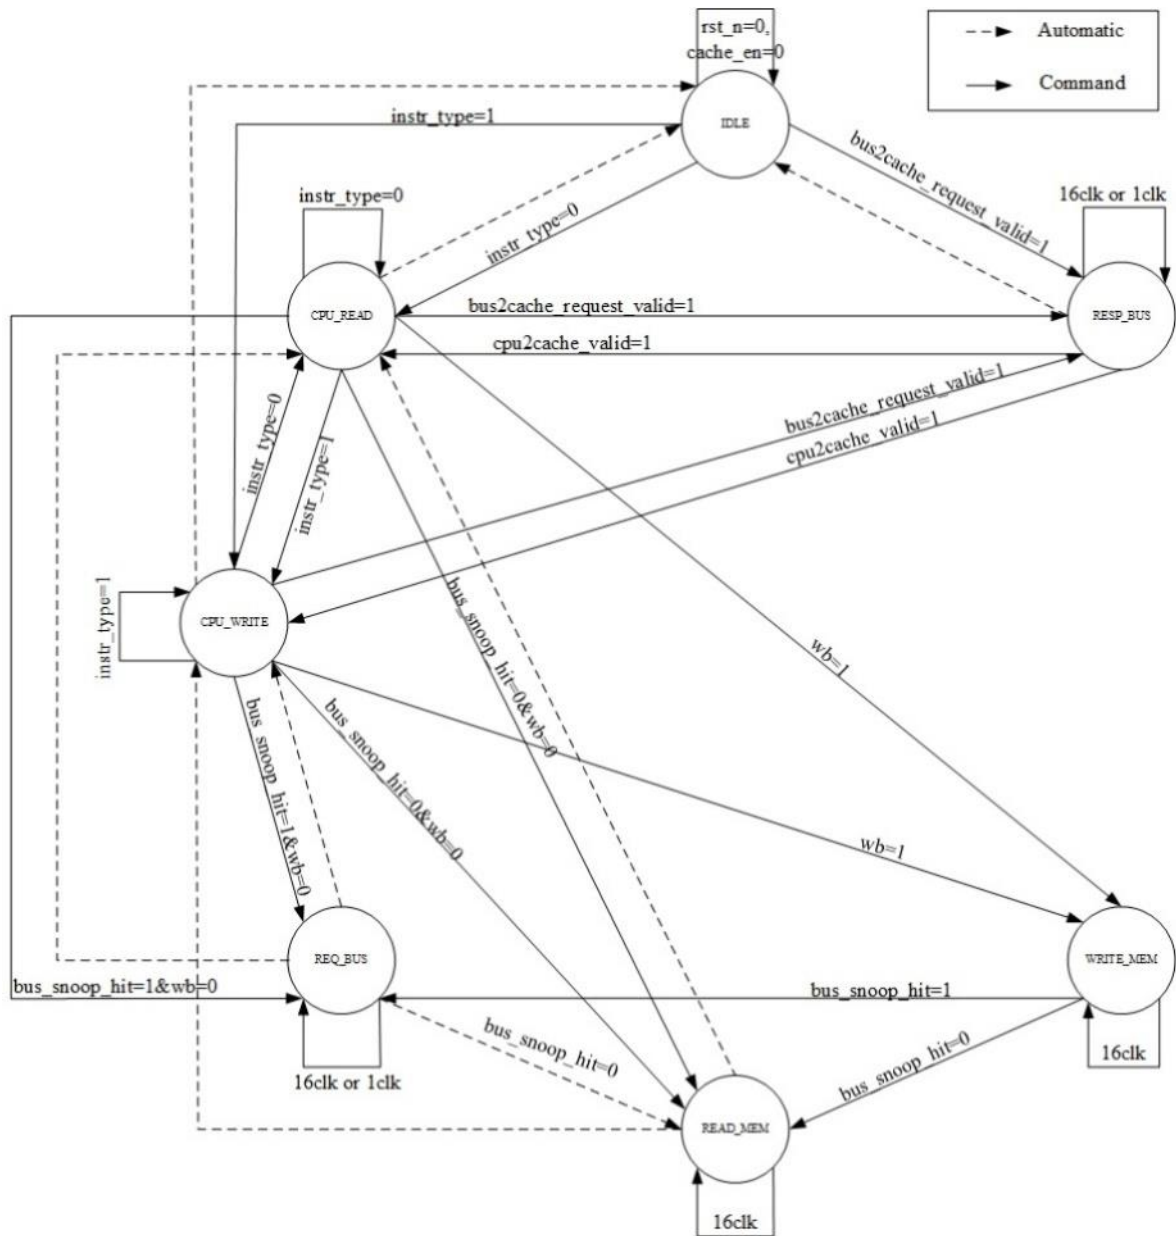 rst_n=0,
cache_en=0
Automatic
Command
IDLE
instr_type=1
bus2cache_request_valid=1
instr_type=0
instr_type=0
16clk or 1clk
CPU_READ
bus2cache_request_valid=1
RESP_BUS
cpu2cache_valid=1
bus2cache_request_valid=1
cpu2cache_valid=1
instr_type=0
instr_type=1
instr_type=1
CPU_WRITE
bus_snoop_hit=0&wb=0
wb=1
bus_snoop_hit=1&wb=0
bus_snoop_hit=0&wb=0
wb=1
REQ_BUS
WRITE_MEM
bus_snoop_hit=1&wb=0
bus_snoop_hit=1
bus_snoop_hit=0
bus_snoop_hit=0
16clk
16clk or 1clk
READ_MEM
16clk